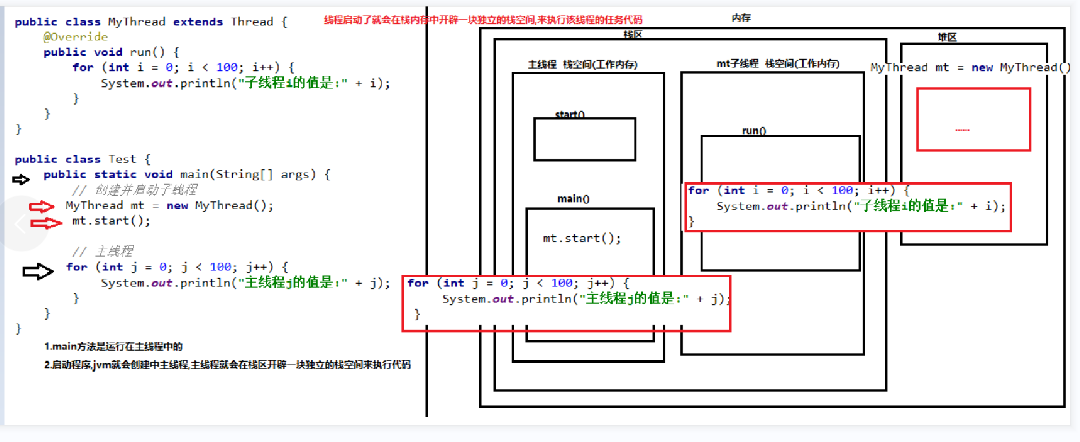 public class MyThread extends Thread {
@Override
public void run() {
for (int i = 0; i < 100; i++) {
System.out.println("子线程i的值是:" + i);
}
}
}
public class Test {
public static void main(String[] args) {
// 创建并启动子线程
MyThread mt = new MyThread();
mt.start();
// 主线程
for (int j = 0; j < 100; j++) {
System.out.println("主线程j的值是:" + j);
}
}
}
1.main方法是运行在主线程中的
2.启动程序,jvm就会创建中主线程,主线程就会在栈区开辟一块独立的栈空间来执行代码
线程启动了就会在栈内存中开辟一块独立的栈空间,来执行该线程的任务代码
内存
栈区
主线程 栈空间(工作内存)
start()
main()
mt.start();
for (int j = 0; j < 100; j++) {
System.out.println("主线程j的值是:" + j);
}
mt子线程 栈空间(工作内存)
run()
for (int i = 0; i < 100; i++) {
System.out.println("子线程i的值是:" + i);
}
堆区
MyThread mt = new MyThread()
......